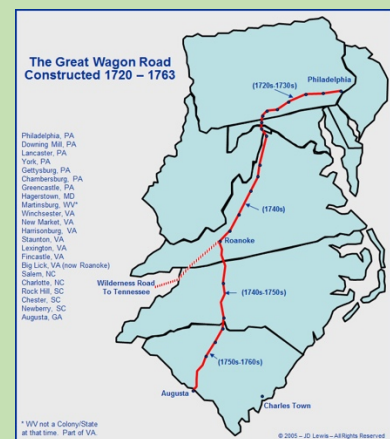 The Great Wagon Road
Constructed 1720 – 1763
Philadelphia, PA
Downing Mill, PA
Lancaster, PA
York, PA
Gettysburg, PA
Chambersburg, PA
Greencastle, PA
Hagerstown, MD
Martinsburg, WV*
Winchester, VA
New Market, VA
Harrisonburg, VA
Staunton, VA
Lexington, VA
Fincastle, VA
Big Lick, VA (now Roanoke)
Salem, NC
Charlotte, NC
Rock Hill, SC
Chester, SC
Newberry, SC
Augusta, GA
Philadelphia
(1720s-1730s)
(1740s)
Roanoke
Wilderness Road
To Tennessee
(1740s-1750s)
(1750s-1760s)
Augusta
Charles Town
* WV not a Colony/State
at that time. Part of VA.
© 2005 – JD Lewis – All Rights Reserved